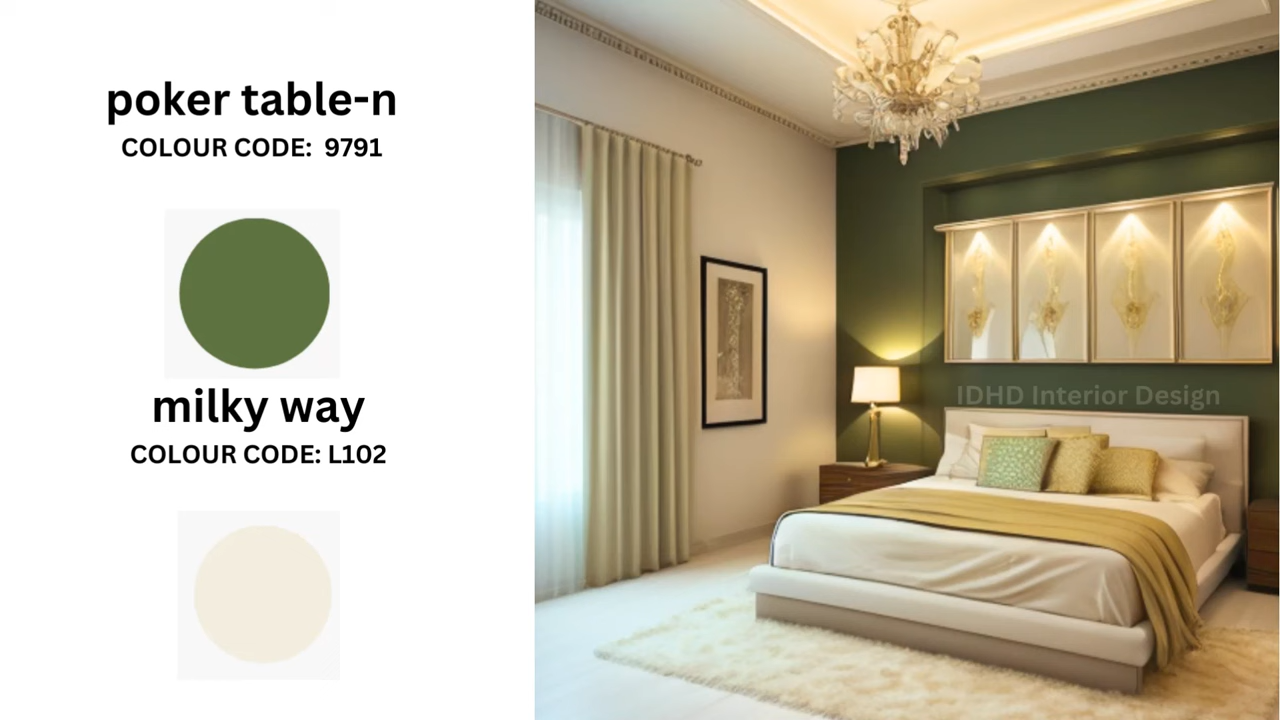 poker table-n
COLOUR CODE: 9791
milky way
COLOUR CODE: L102
IDHD Interior Design